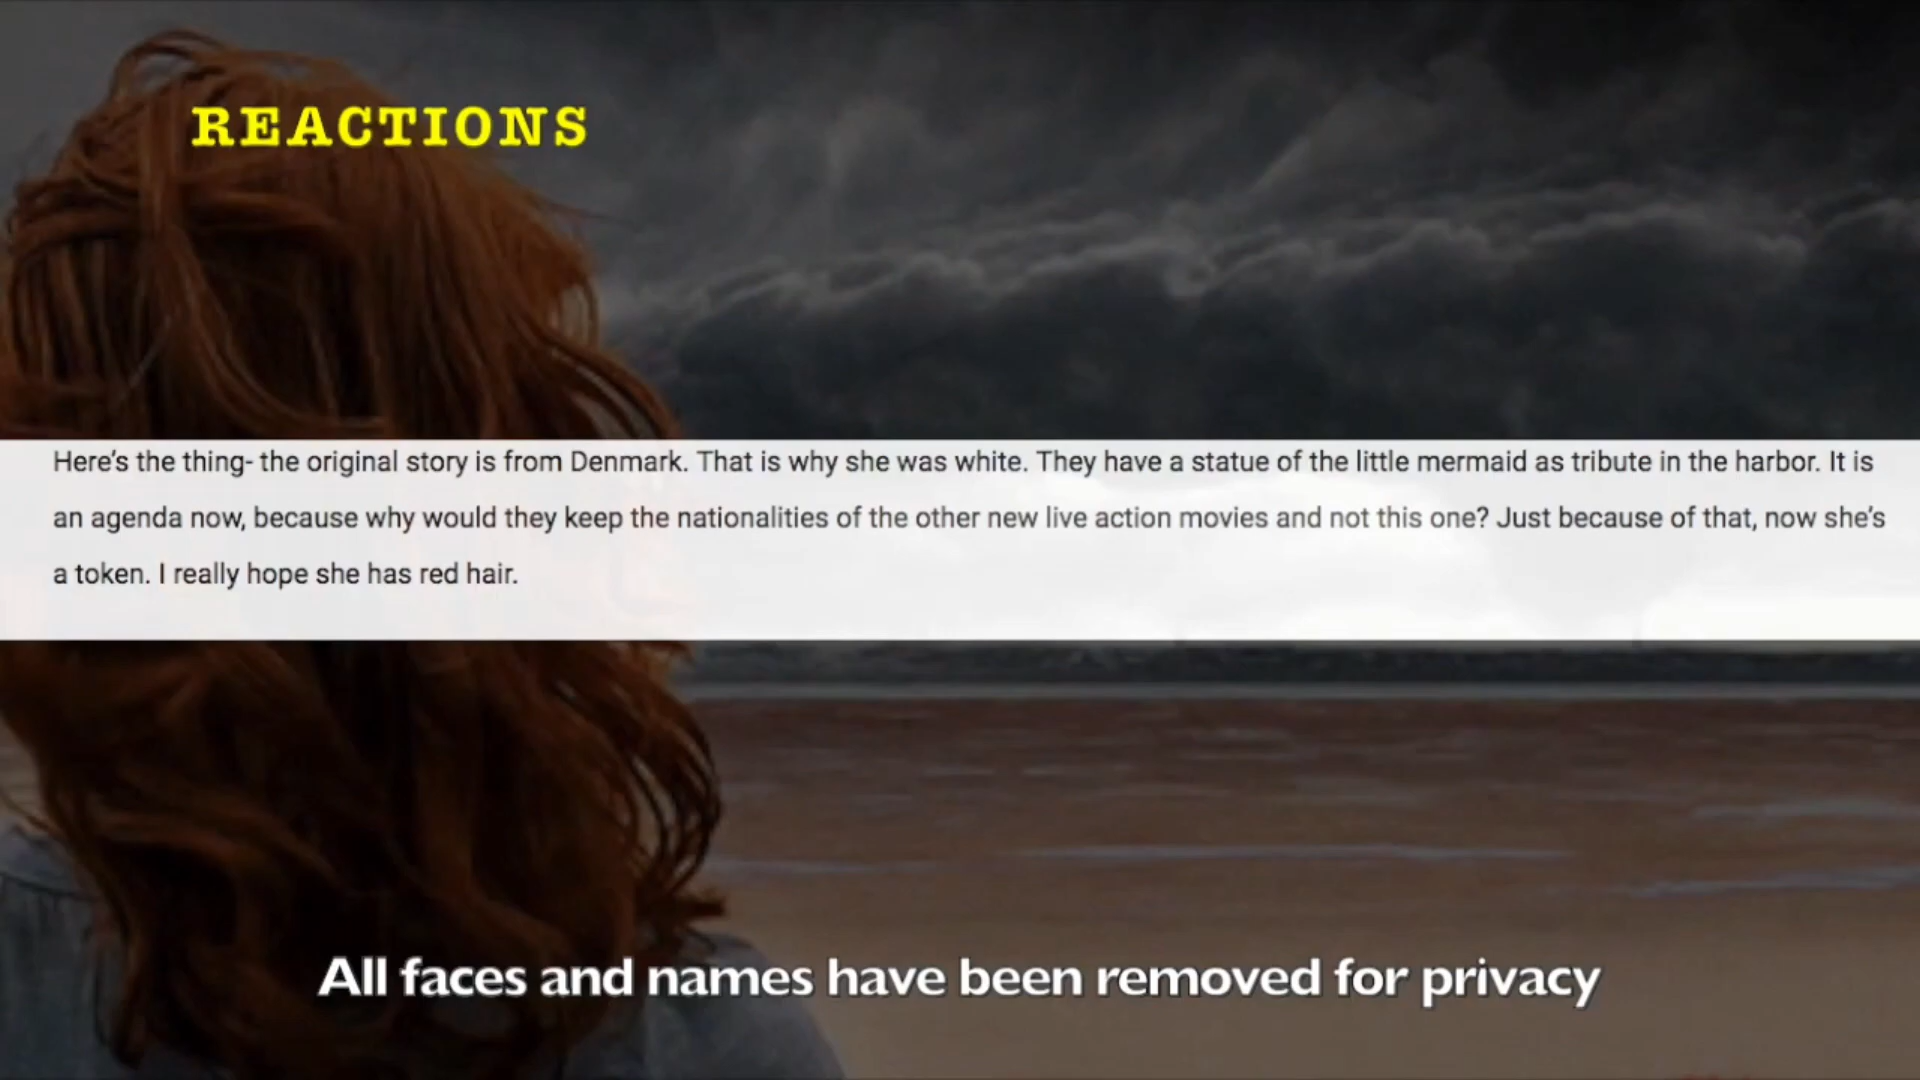 REACTIONS
Here's the thing- the original story is from Denmark. That is why she was white. They have a statue of the little mermaid as tribute in the harbor. It is
an agenda now, because why would they keep the nationalities of the other new live action movies and not this one? Just because of that, now she's
a token. I really hope she has red hair.
All faces and names have been removed for privacy